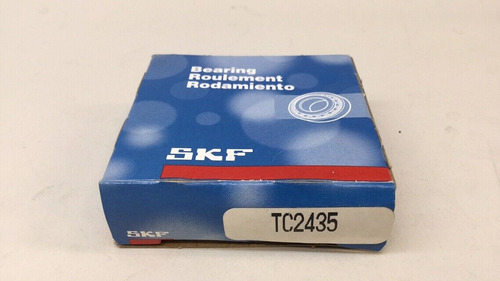 Bearing
Roulement
Rodamiento
SKF
SKF
TC2435